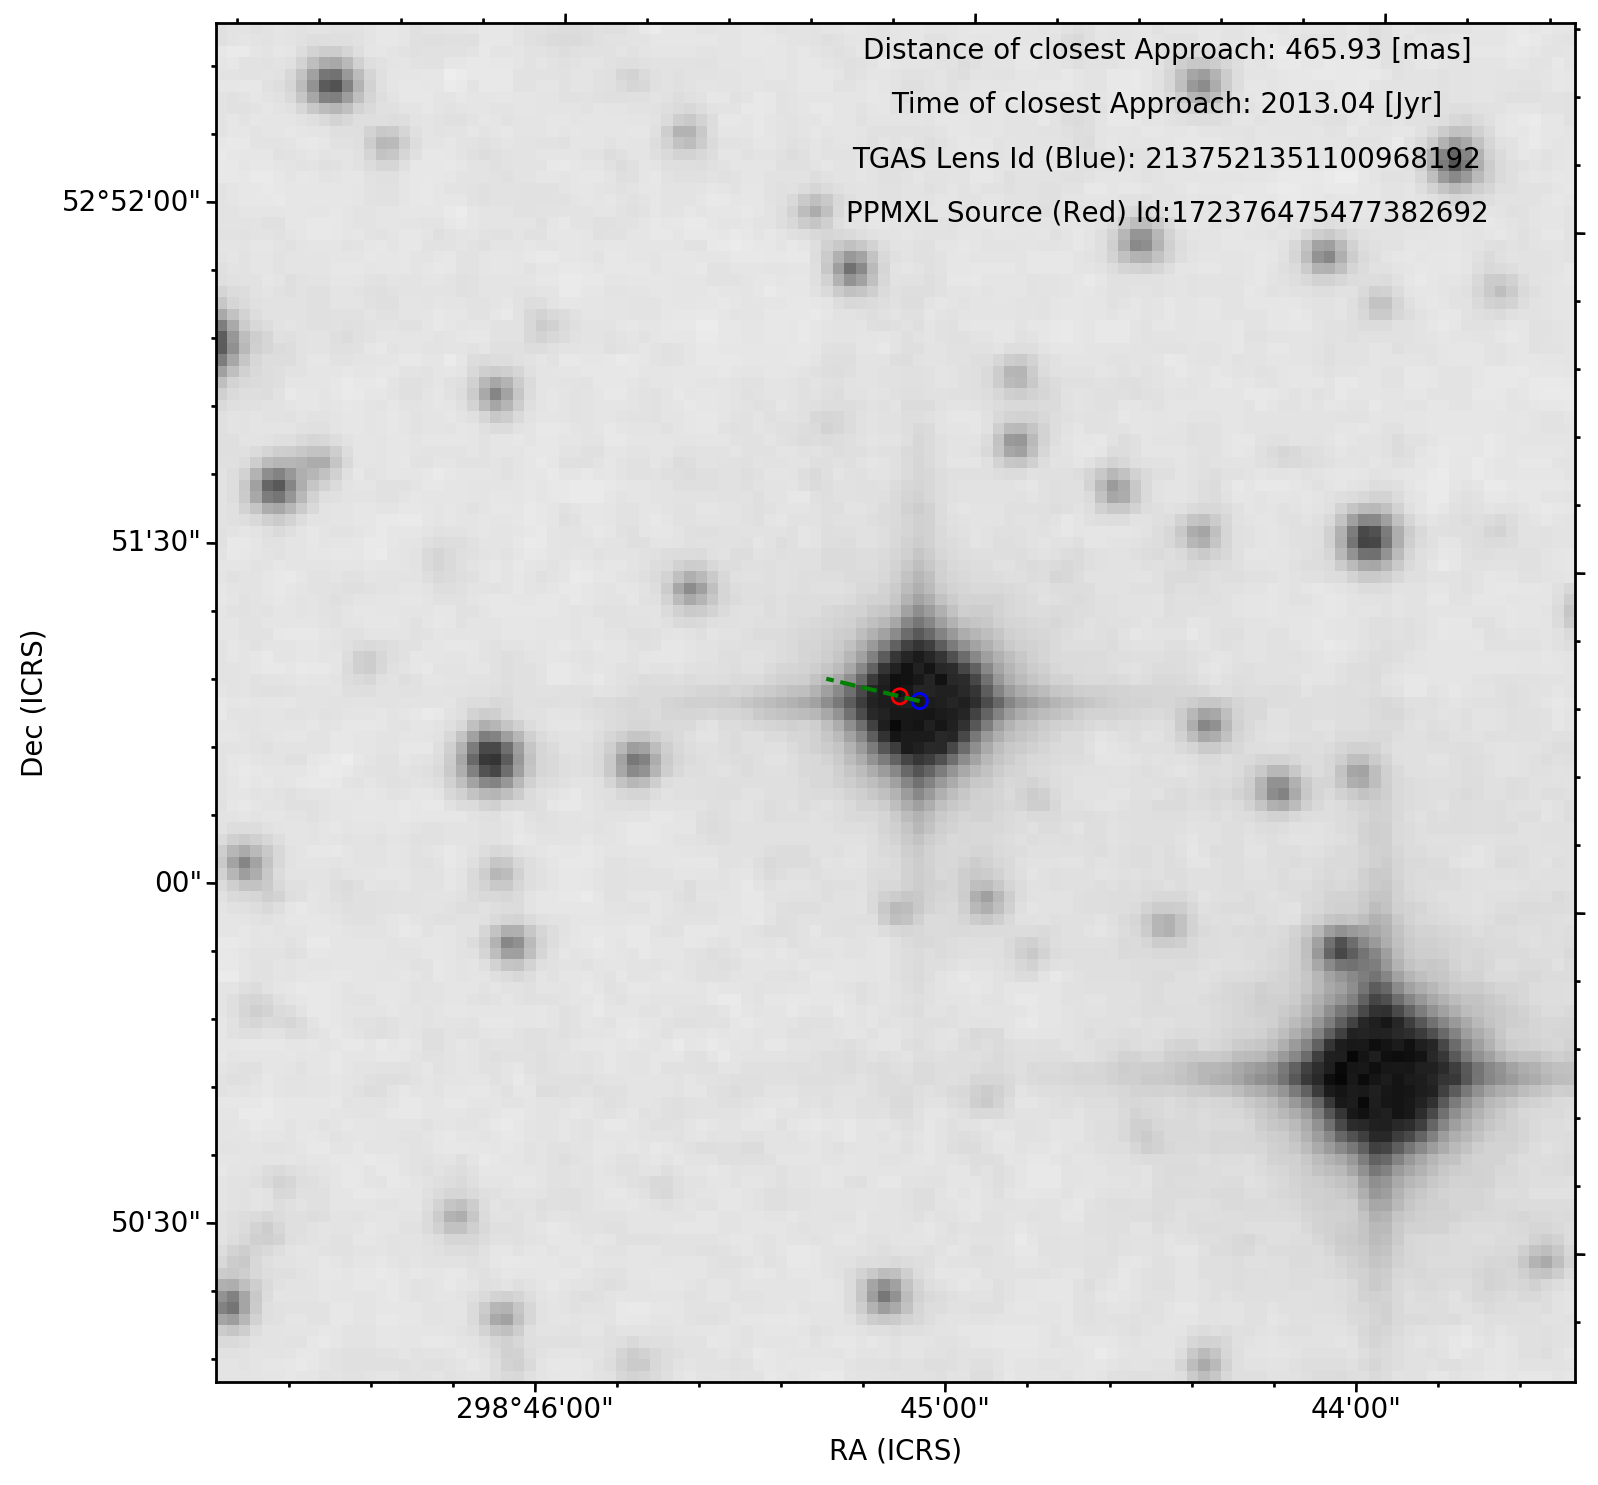 Distance of closest Approach: 465.93 [mas]
Time of closest Approach: 2013.04 [Jyr]
TGAS Lens Id (Blue): 2137521351100968192
PPMXL Source (Red) Id:172376475477382692
52°52'00"
51'30"
00"
50'30"
Dec (ICRS)
298°46'00" 45'00" 44'00"
RA (ICRS)